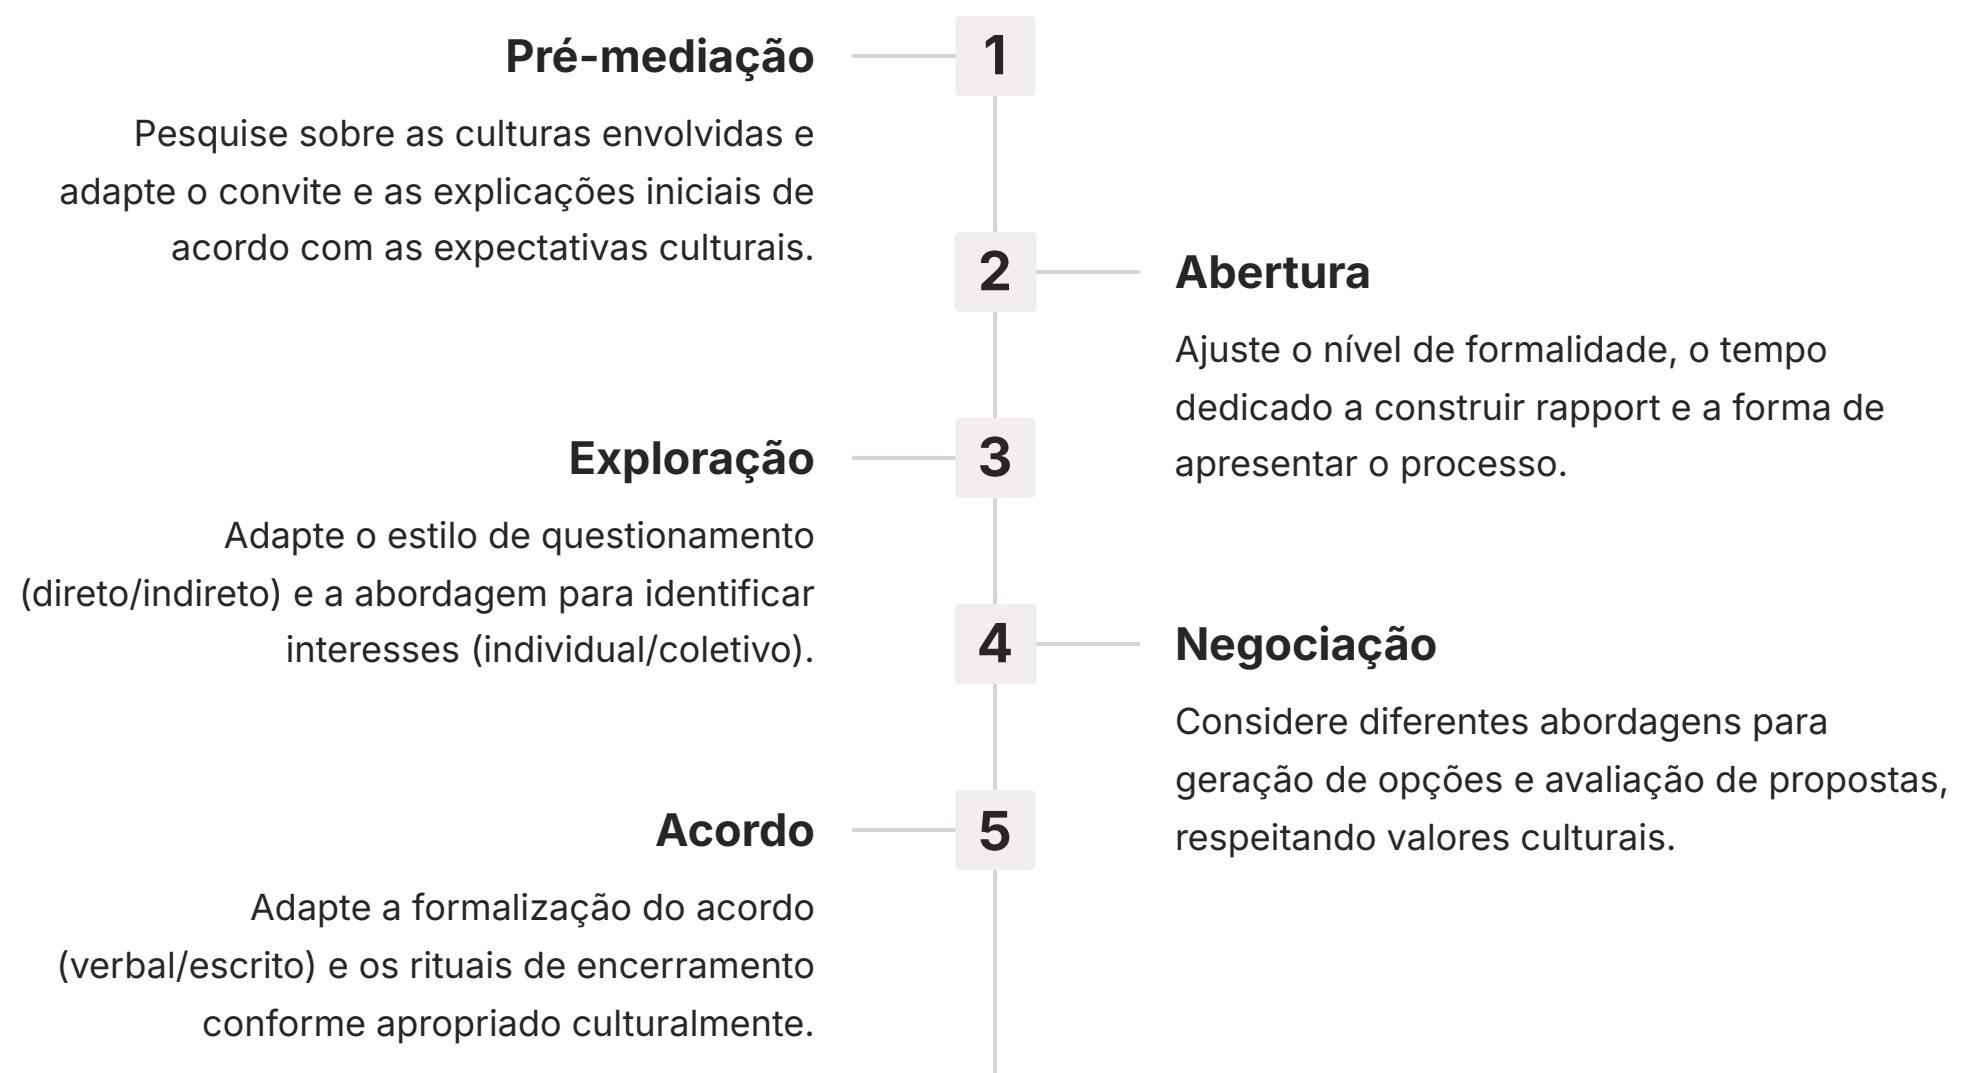 1
Pré-mediação
Pesquise sobre as culturas envolvidas e
adapte o convite e as explicações iniciais de
acordo com as expectativas culturais.
2
Abertura
Ajuste o nível de formalidade, o tempo
dedicado a construir rapport e a forma de
apresentar o processo.
3
Exploração
Adapte o estilo de questionamento
(direto/indireto) e a abordagem para identificar
interesses (individual/coletivo).
4
Negociação
Considere diferentes abordagens para
geração de opções e avaliação de propostas,
respeitando valores culturais.
5
Acordo
Adapte a formalização do acordo
(verbal/escrito) e os rituais de encerramento
conforme apropriado culturalmente.